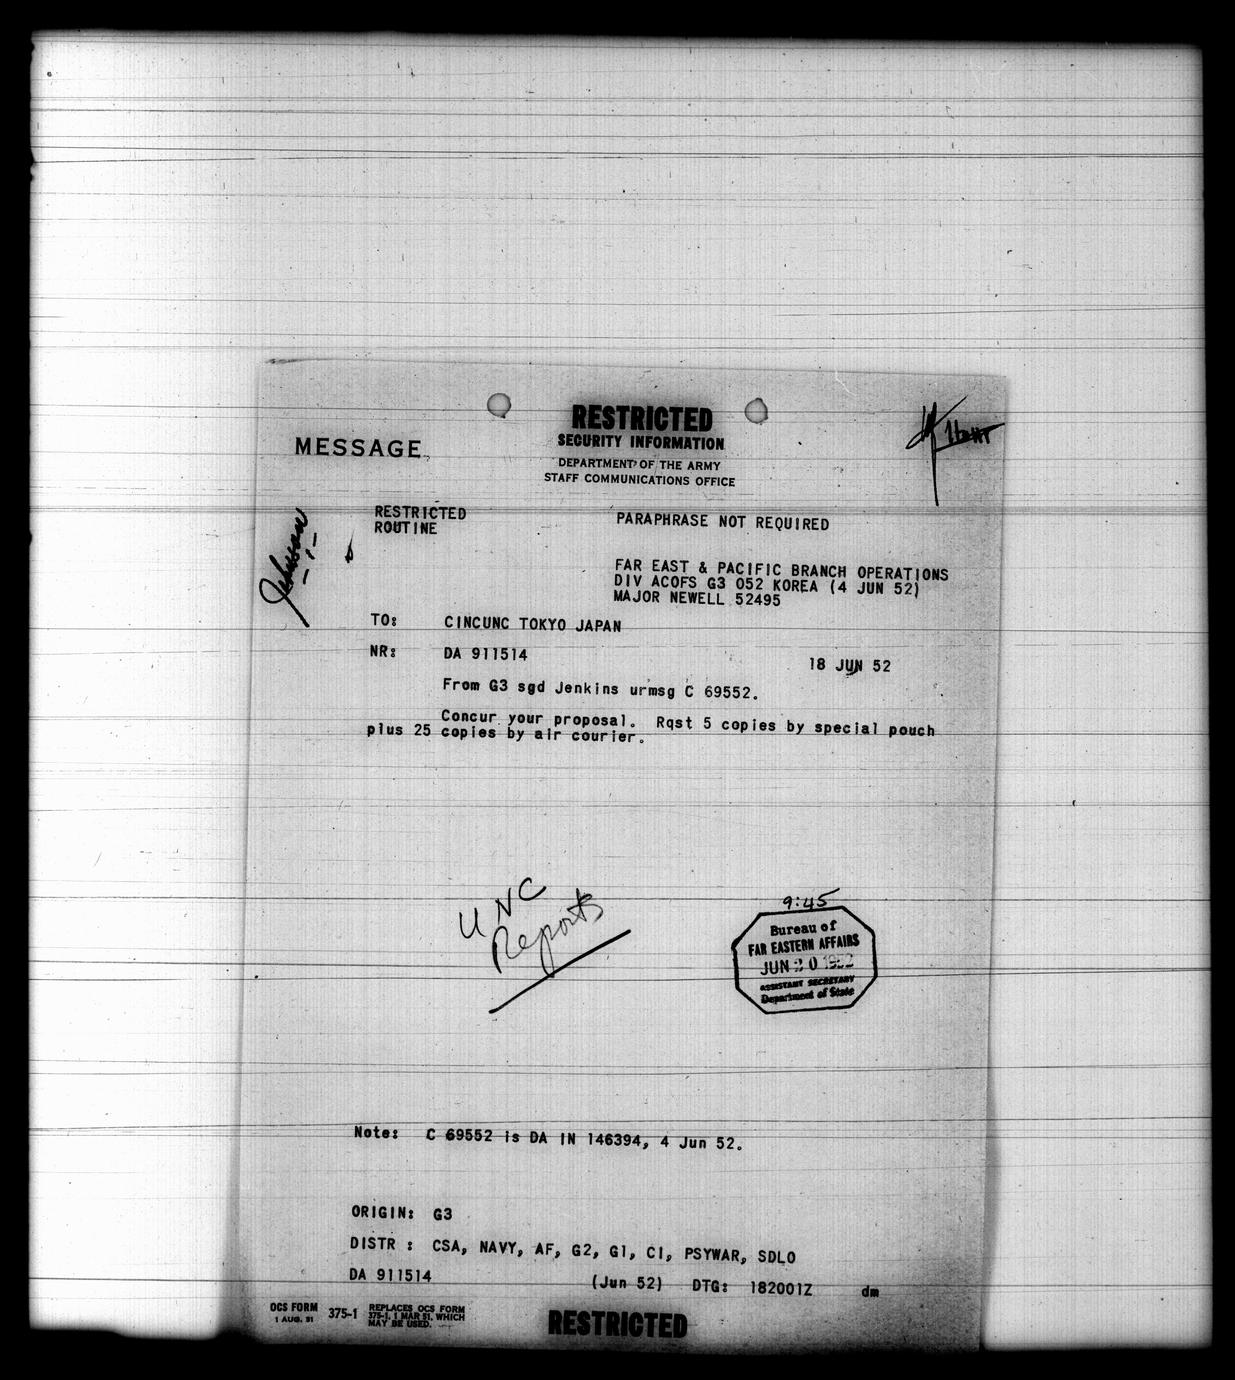 RESTRICTED
SECURITY INFORMATION
MESSAGE
DEPARTMENT OF THE ARMY
STAFF COMMUNICATIONS OFFICE
RESTRICTED
ROUTINE
PARAPHRASE NOT REQUIRED
FAR EAST & PACIFIC BRANCH OPERATIONS
DIV ACOFS G3 052 KOREA (4 JUN 52)
MAJOR NEWELL 52495
TO: CINCUNC TOKYO JAPAN
NR: DA 911514
18 JUN 52
From G3 sgd Jenkins urmsg C 69552.
Concur your proposal. Rqst 5 copies by special pouch
plus 25 copies by air courier.
UNC
Reports
9:45
Bureau of
FAR EASTERN AFFAIRS
JUN 20 1952
ASSISTANT SECRETARY
Department of State
Note: C 69552 is DA IN 146394, 4 Jun 52.
ORIGIN: G3
DISTR : CSA, NAVY, AF, G2, G1, CI, PSYWAR, SDLO
DA 911514 (Jun 52) DTG: 182001Z dm
OCS FORM
1 AUG. 51
375-1
REPLACES OCS FORM
375-1, 1 MAR 51, WHICH
MAY BE USED.
RESTRICTED